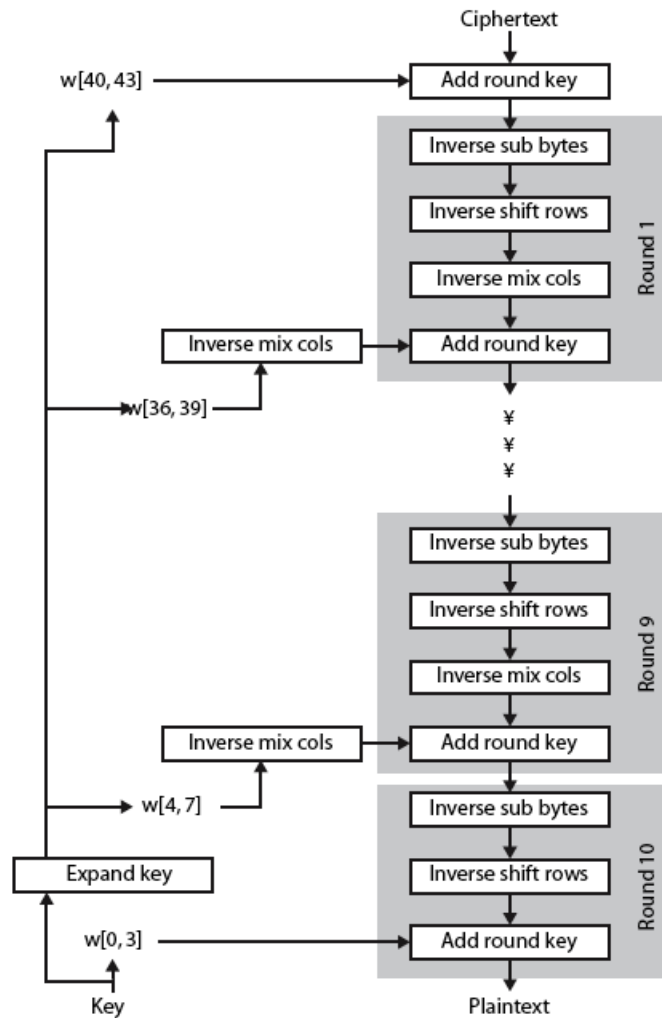 Ciphertext
w[40, 43]
Add round key
Inverse sub bytes
Inverse shift rows
Inverse mix cols
Round 1
Inverse mix cols
Add round key
w[36, 39]
¥
¥
¥
Inverse sub bytes
Inverse shift rows
Inverse mix cols
Round 9
Inverse mix cols
Add round key
w[4, 7]
Inverse sub bytes
Expand key
Inverse shift rows
Round 10
w[0, 3]
Add round key
Key
Plaintext